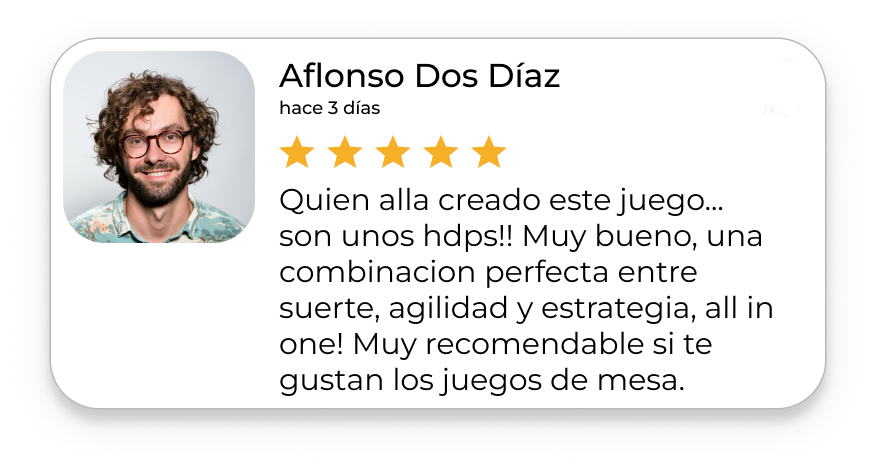 Aflonso Dos Díaz
hace 3 días
Quien alla creado este juego...
son unos hdps!! Muy bueno, una
combinacion perfecta entre
suerte, agilidad y estrategia, all in
one! Muy recomendable si te
gustan los juegos de mesa.